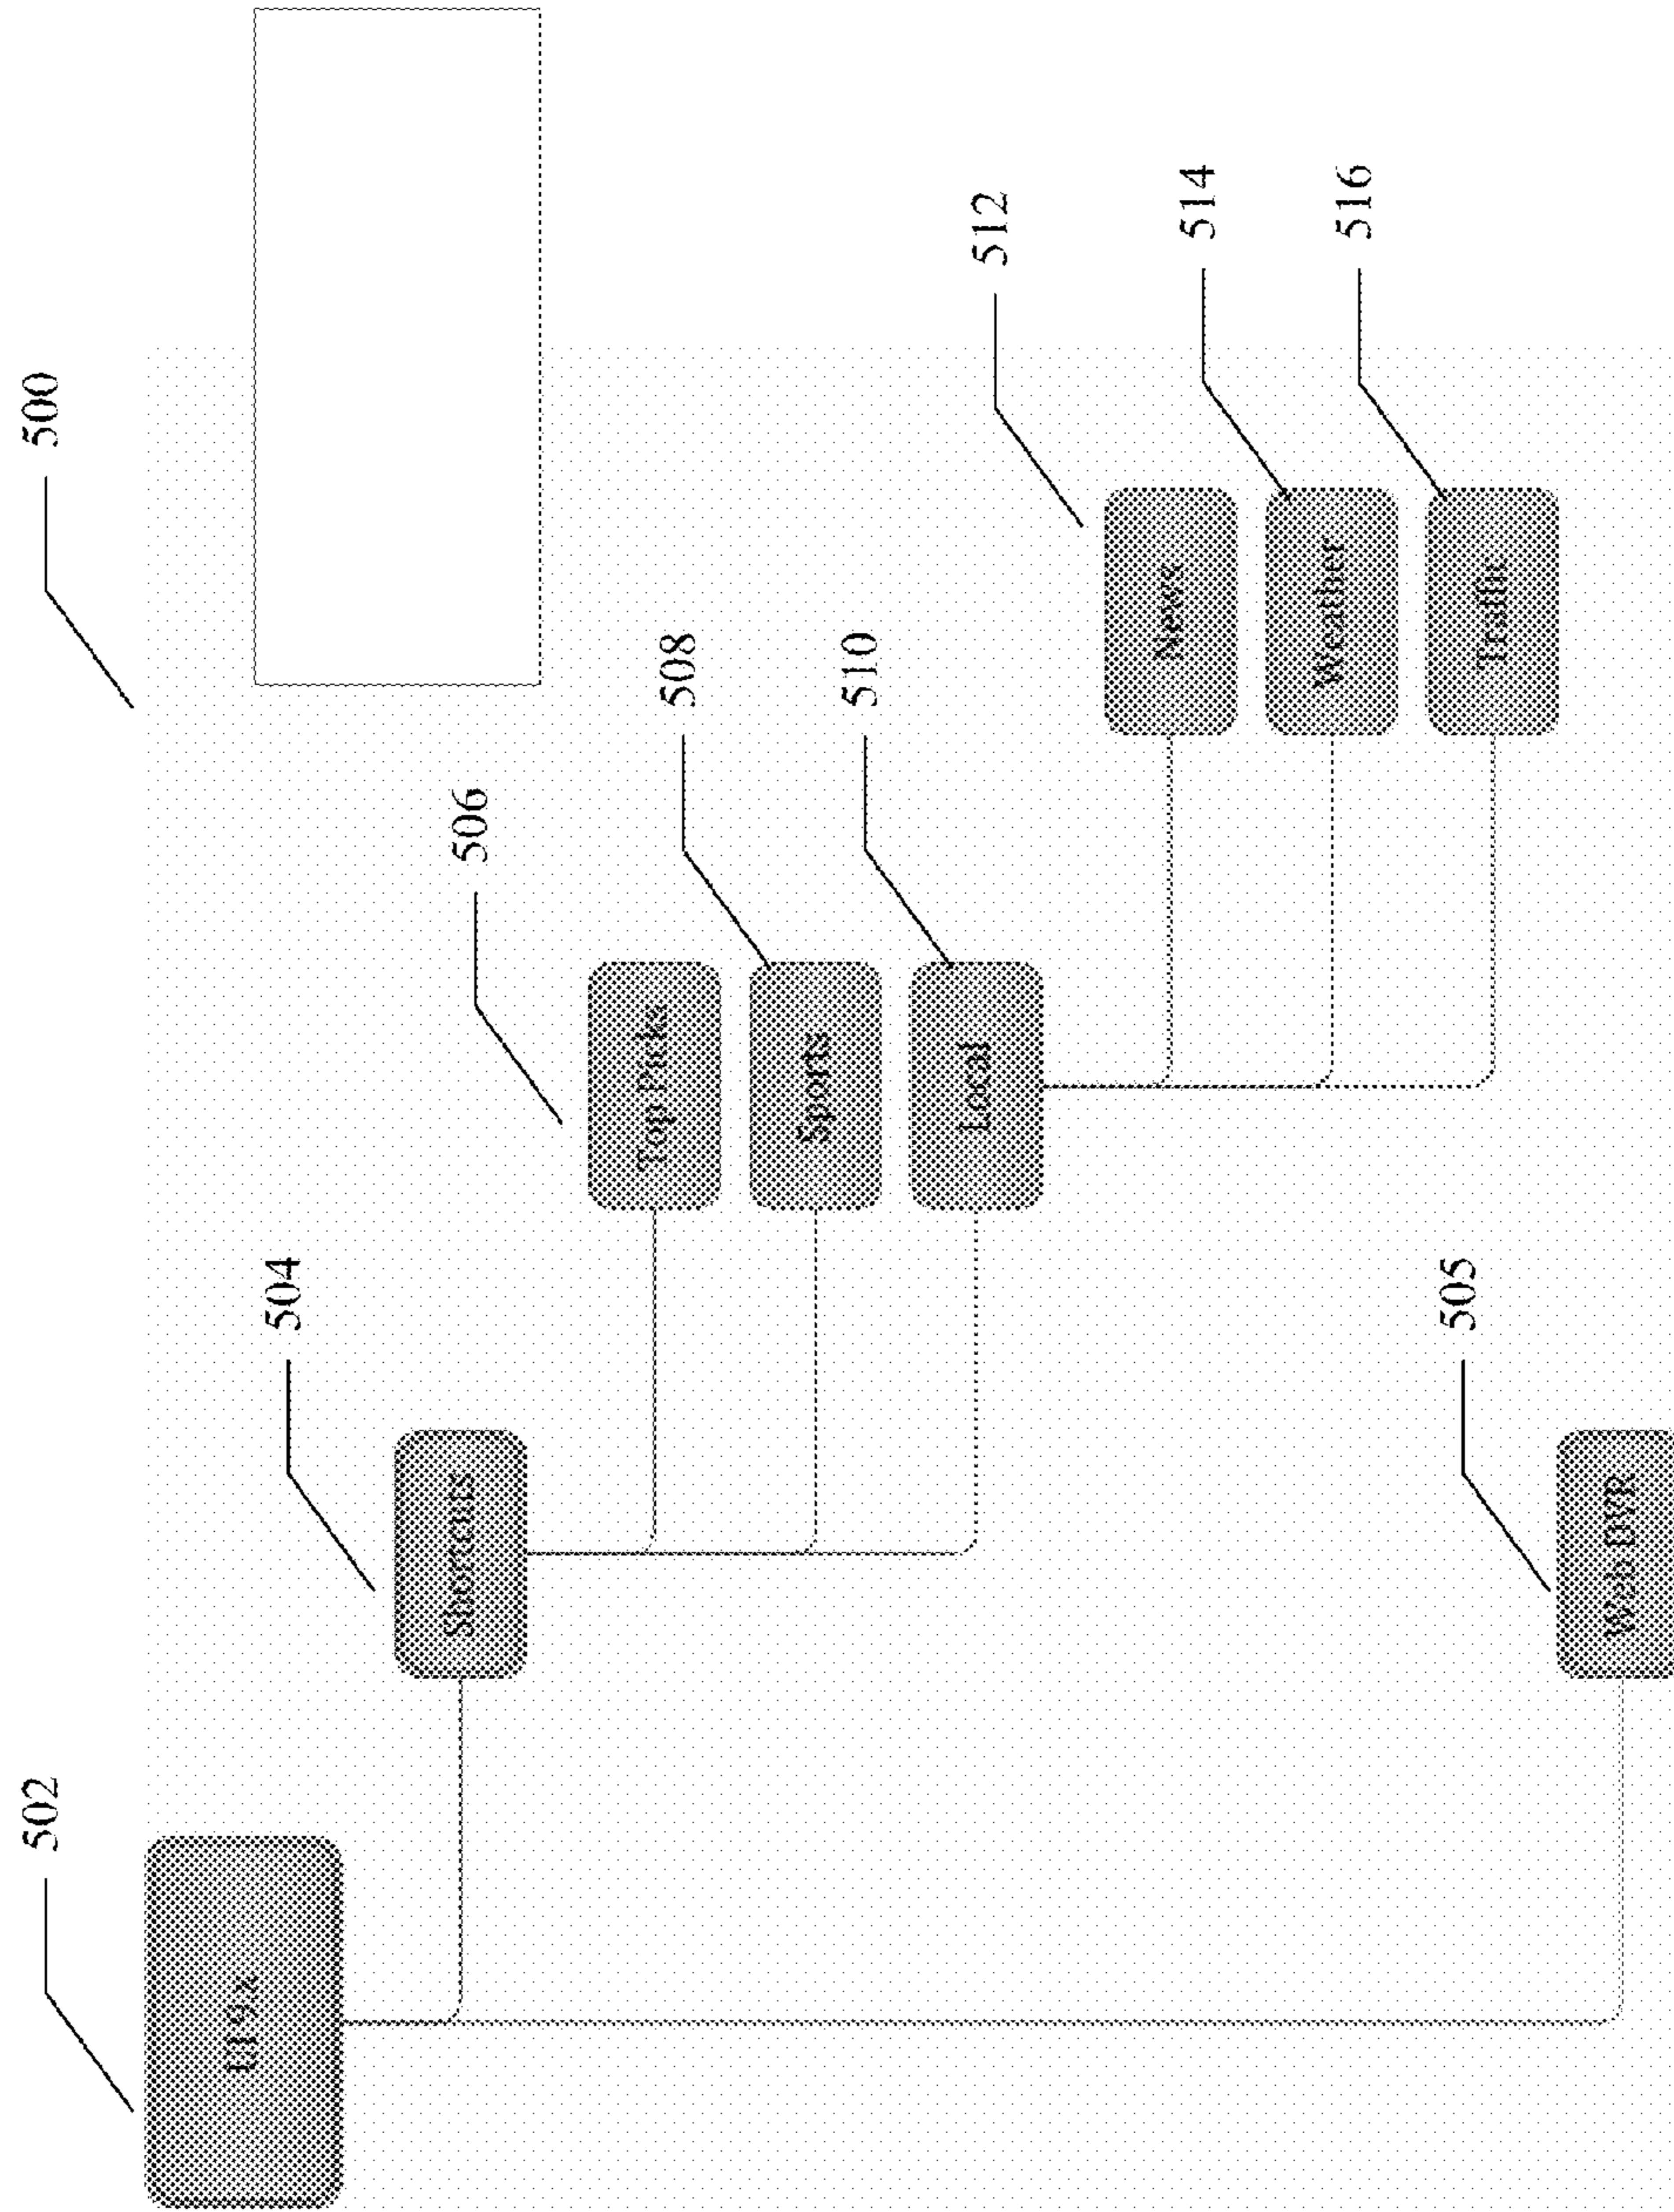 502
500
504
Shortcuts
506
Top Picks
508
Sports
510
Local
512
News
514
Weather
516
Traffic
505
Web DVR